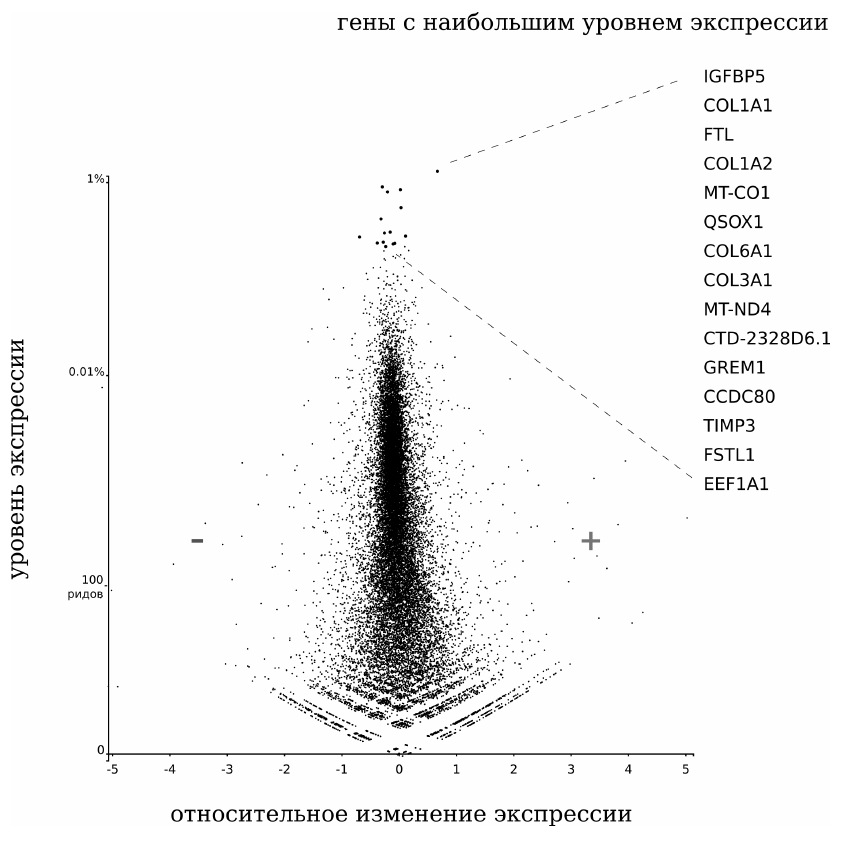 гены с наибольшим уровнем экспрессии
IGFBP5
COL1A1
FTL
COL1A2
MT-CO1
QSOX1
COL6A1
COL3A1
MT-ND4
CTD-2328D6.1
GREM1
CCDC80
TIMP3
FSTL1
EEF1A1
уровень экспрессии
1%
0.01%
100
ридов
0
-
+
-5 -4 -3 -2 -1 0 1 2 3 4 5
относительное изменение экспрессии